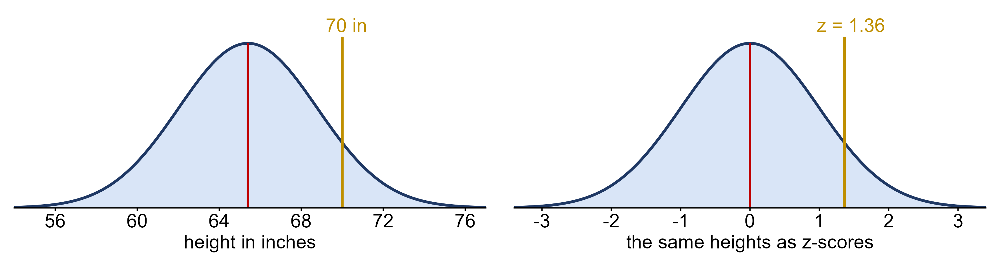 70 in
56 60 64 68 72 76
height in inches
z = 1.36
-3 -2 -1 0 1 2 3
the same heights as z-scores